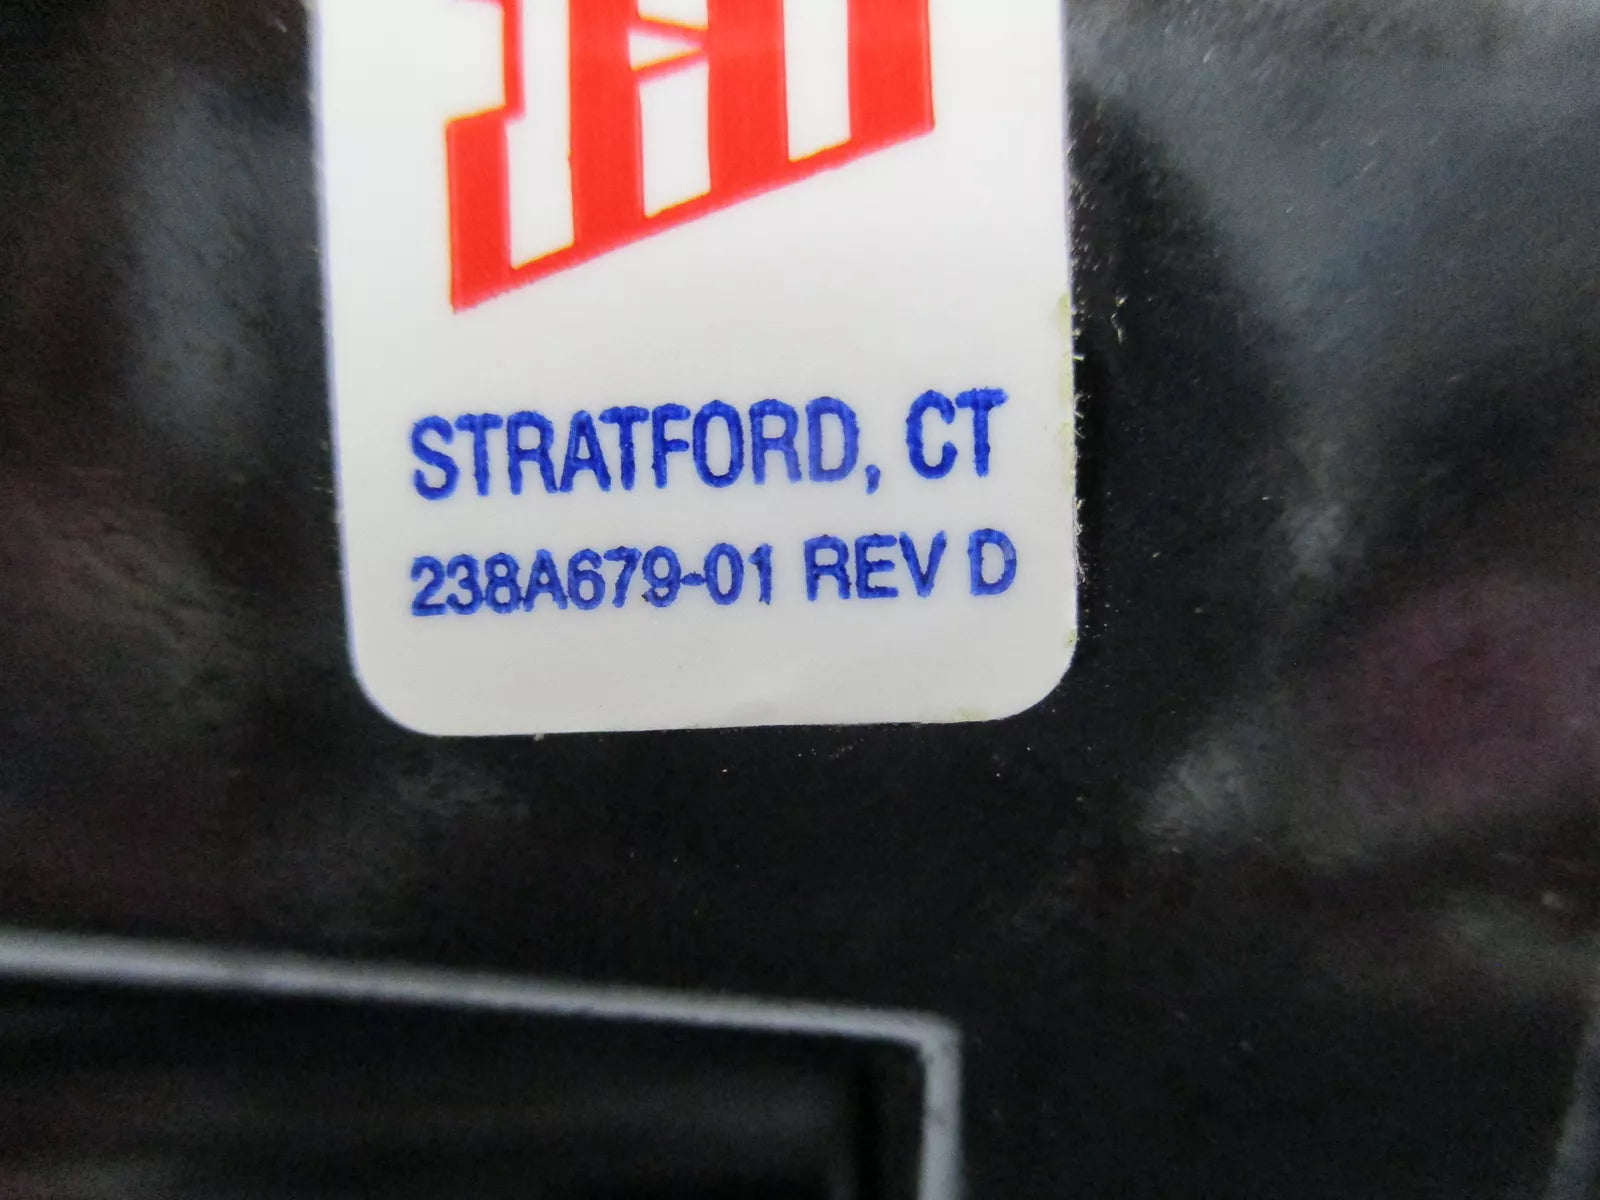 STRATFORD, CT
238A679-01 REV D